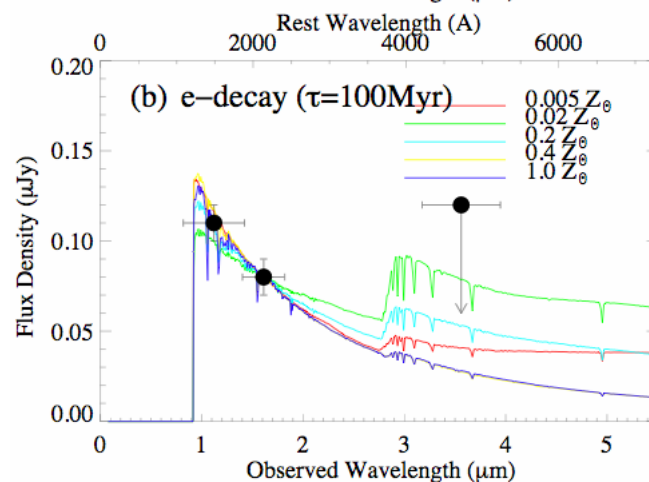 Rest Wavelength (A)
0 2000 4000 6000
0.20
(b) e-decay (τ=100Myr)
0.005 Z⊙
0.02 Z⊙
0.2 Z⊙
0.4 Z⊙
1.0 Z⊙
0.15
0.10
0.05
0.00
Flux Density (μJy)
0 1 2 3 4 5
Observed Wavelength (μm)